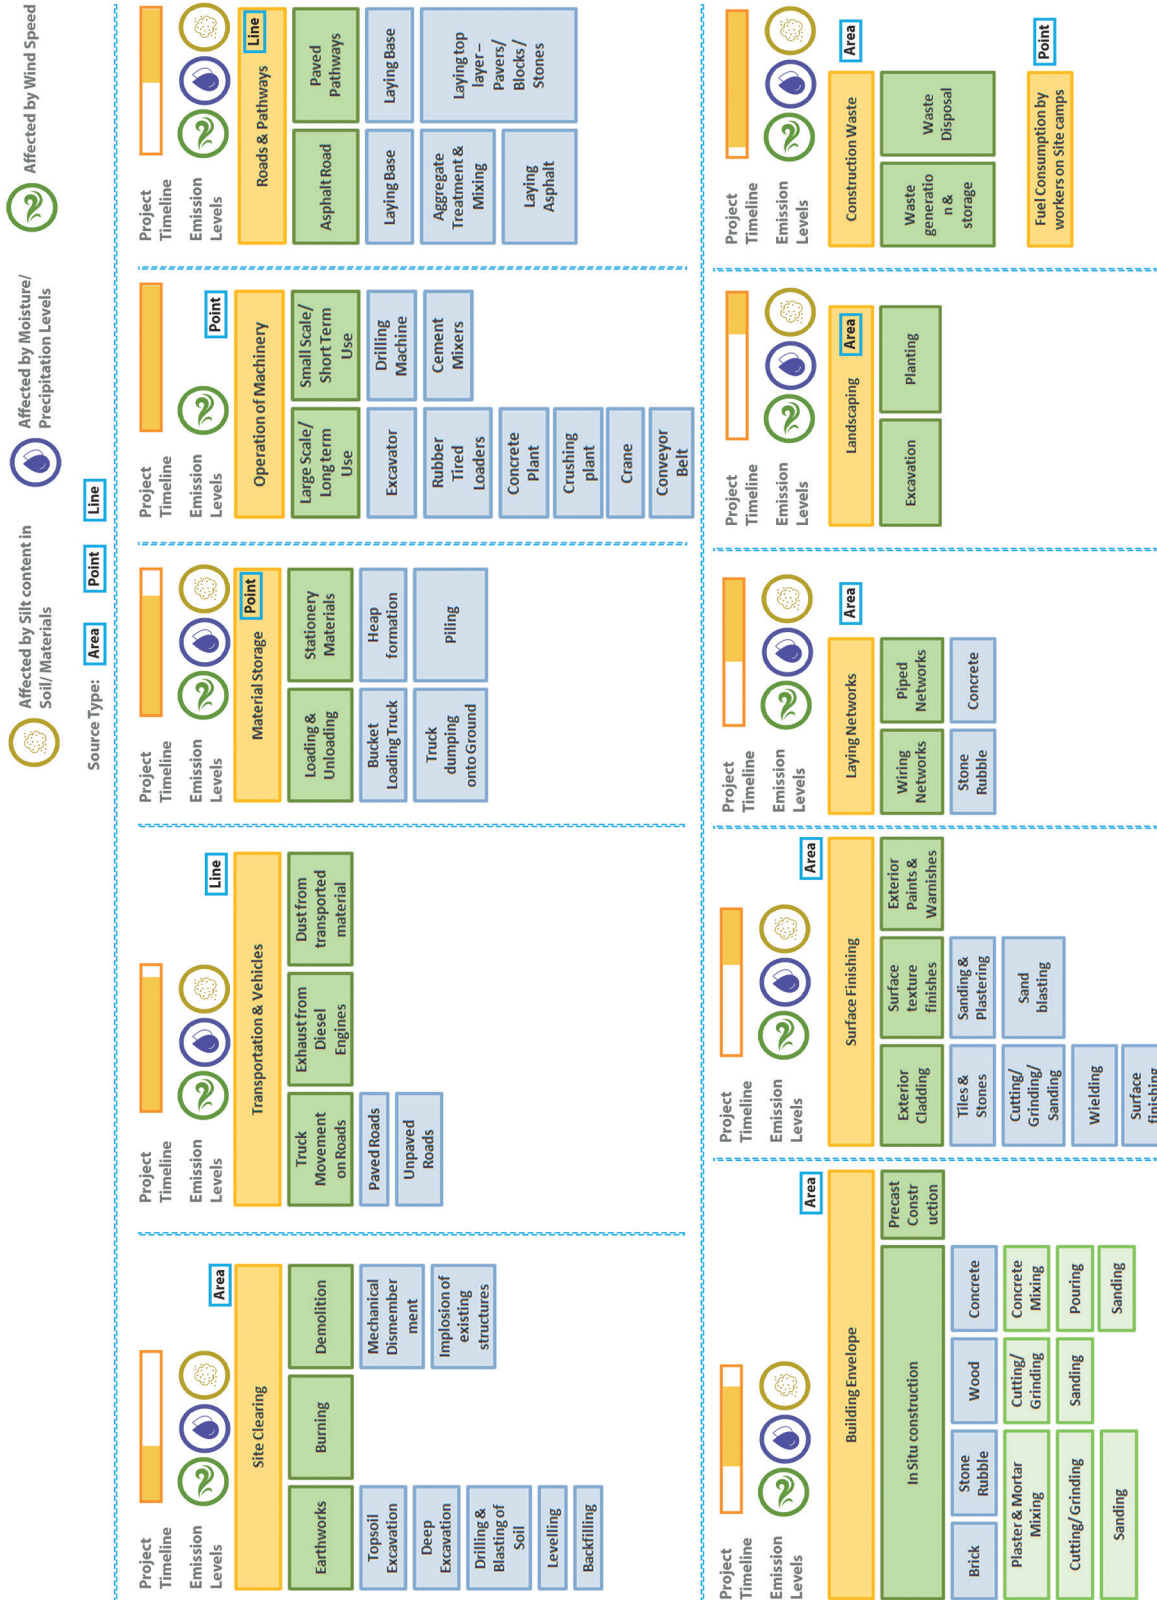 Affected by Silt content in
Soil/ Materials
Affected by Moisture/
Precipitation Levels
Affected by Wind Speed
Source Type:
Area
Point
Line
Project
Timeline
Emission
Levels
Area
Site Clearing
Earthworks
Burning
Demolition
Topsoil
Excavation
Deep
Excavation
Drilling &
Blasting of
Soil
Levelling
Backfilling
Mechanical
Dismember
ment
Implosion of
existing
structures
Project
Timeline
Emission
Levels
Line
Transportation & Vehicles
Truck
Movement
on Roads
Exhaust from
Diesel
Engines
Dust from
transported
material
Paved Roads
Unpaved
Roads
Project
Timeline
Emission
Levels
Material Storage
Point
Loading &
Unloading
Stationery
Materials
Bucket
Loading Truck
Heap
formation
Truck
dumping
onto Ground
Piling
Project
Timeline
Emission
Levels
Point
Operation of Machinery
Large Scale/
Long term
Use
Small Scale/
Short Term
Use
Excavator
Drilling
Machine
Rubber
Tired
Loaders
Cement
Mixers
Concrete
Plant
Crushing
plant
Crane
Conveyor
Belt
Project
Timeline
Emission
Levels
Roads & Pathways
Line
Asphalt Road
Paved
Pathways
Laying Base
Laying Base
Aggregate
Treatment &
Mixing
Laying
Asphalt
Laying top
layer –
Pavers/
Blocks/
Stones
Project
Timeline
Emission
Levels
Area
Building Envelope
In Situ construction
Precast
Constr
uction
Brick
Stone
Rubble
Wood
Concrete
Plaster & Mortar
Mixing
Cutting/
Grinding
Concrete
Mixing
Cutting/ Grinding
Sanding
Pouring
Sanding
Sanding
Project
Timeline
Emission
Levels
Area
Surface Finishing
Exterior
Cladding
Surface
texture
finishes
Exterior
Paints &
Warnishes
Tiles &
Stones
Sanding &
Plastering
Cutting/
Grinding/
Sanding
Sand
blasting
Wielding
Surface
finishing
Project
Timeline
Emission
Levels
Area
Laying Networks
Wiring
Networks
Piped
Networks
Stone
Rubble
Concrete
Project
Timeline
Emission
Levels
Landscaping
Area
Excavation
Planting
Project
Timeline
Emission
Levels
Area
Construction Waste
Waste
generatio
n &
storage
Waste
Disposal
Point
Fuel Consumption by
workers on Site camps